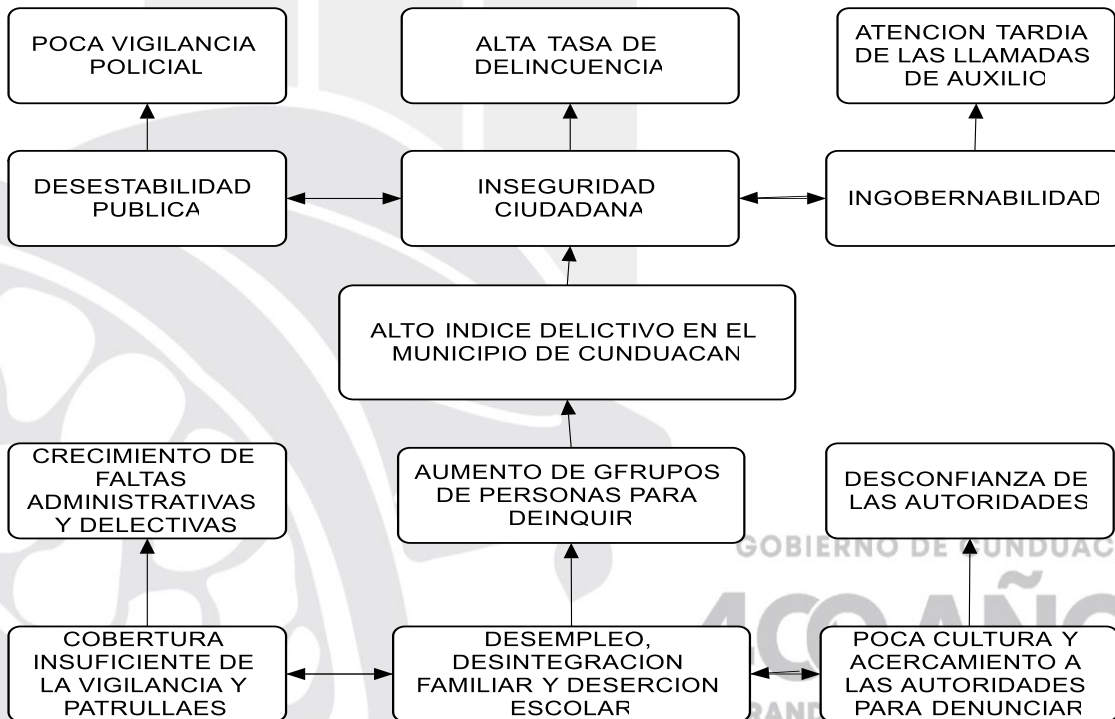 POCA VIGILANCIA
POLICIAL
ALTA TASA DE
DELINCUENCIA
ATENCION TARDIA
DE LAS LLAMADAS
DE AUXILIO
DESESTABILIDAD
PUBLICA
INSEGURIDAD
CIUDADANA
INGOBERNABILIDAD
ALTO INDICE DELICTIVO EN EL
MUNICIPIO DE CUNDUACAN
CRECIMIENTO DE
FALTAS
ADMINISTRATIVAS
Y DELECTIVAS
AUMENTO DE GFRUPOS
DE PERSONAS PARA
DEINQUIR
DESCONFIANZA DE
LAS AUTORIDADES
GOBIERNO DE CUNDUAC
400 AÑO
COBERTURA
INSUFICIENTE DE
LA VIGILANCIA Y
PATRULLAES
DESEMPLEO,
DESINTEGRACION
FAMILIAR Y DESERCION
ESCOLAR
POCA CULTURA Y
ACERCAMIENTO A
LAS AUTORIDADES
PARA DENUNCIAR